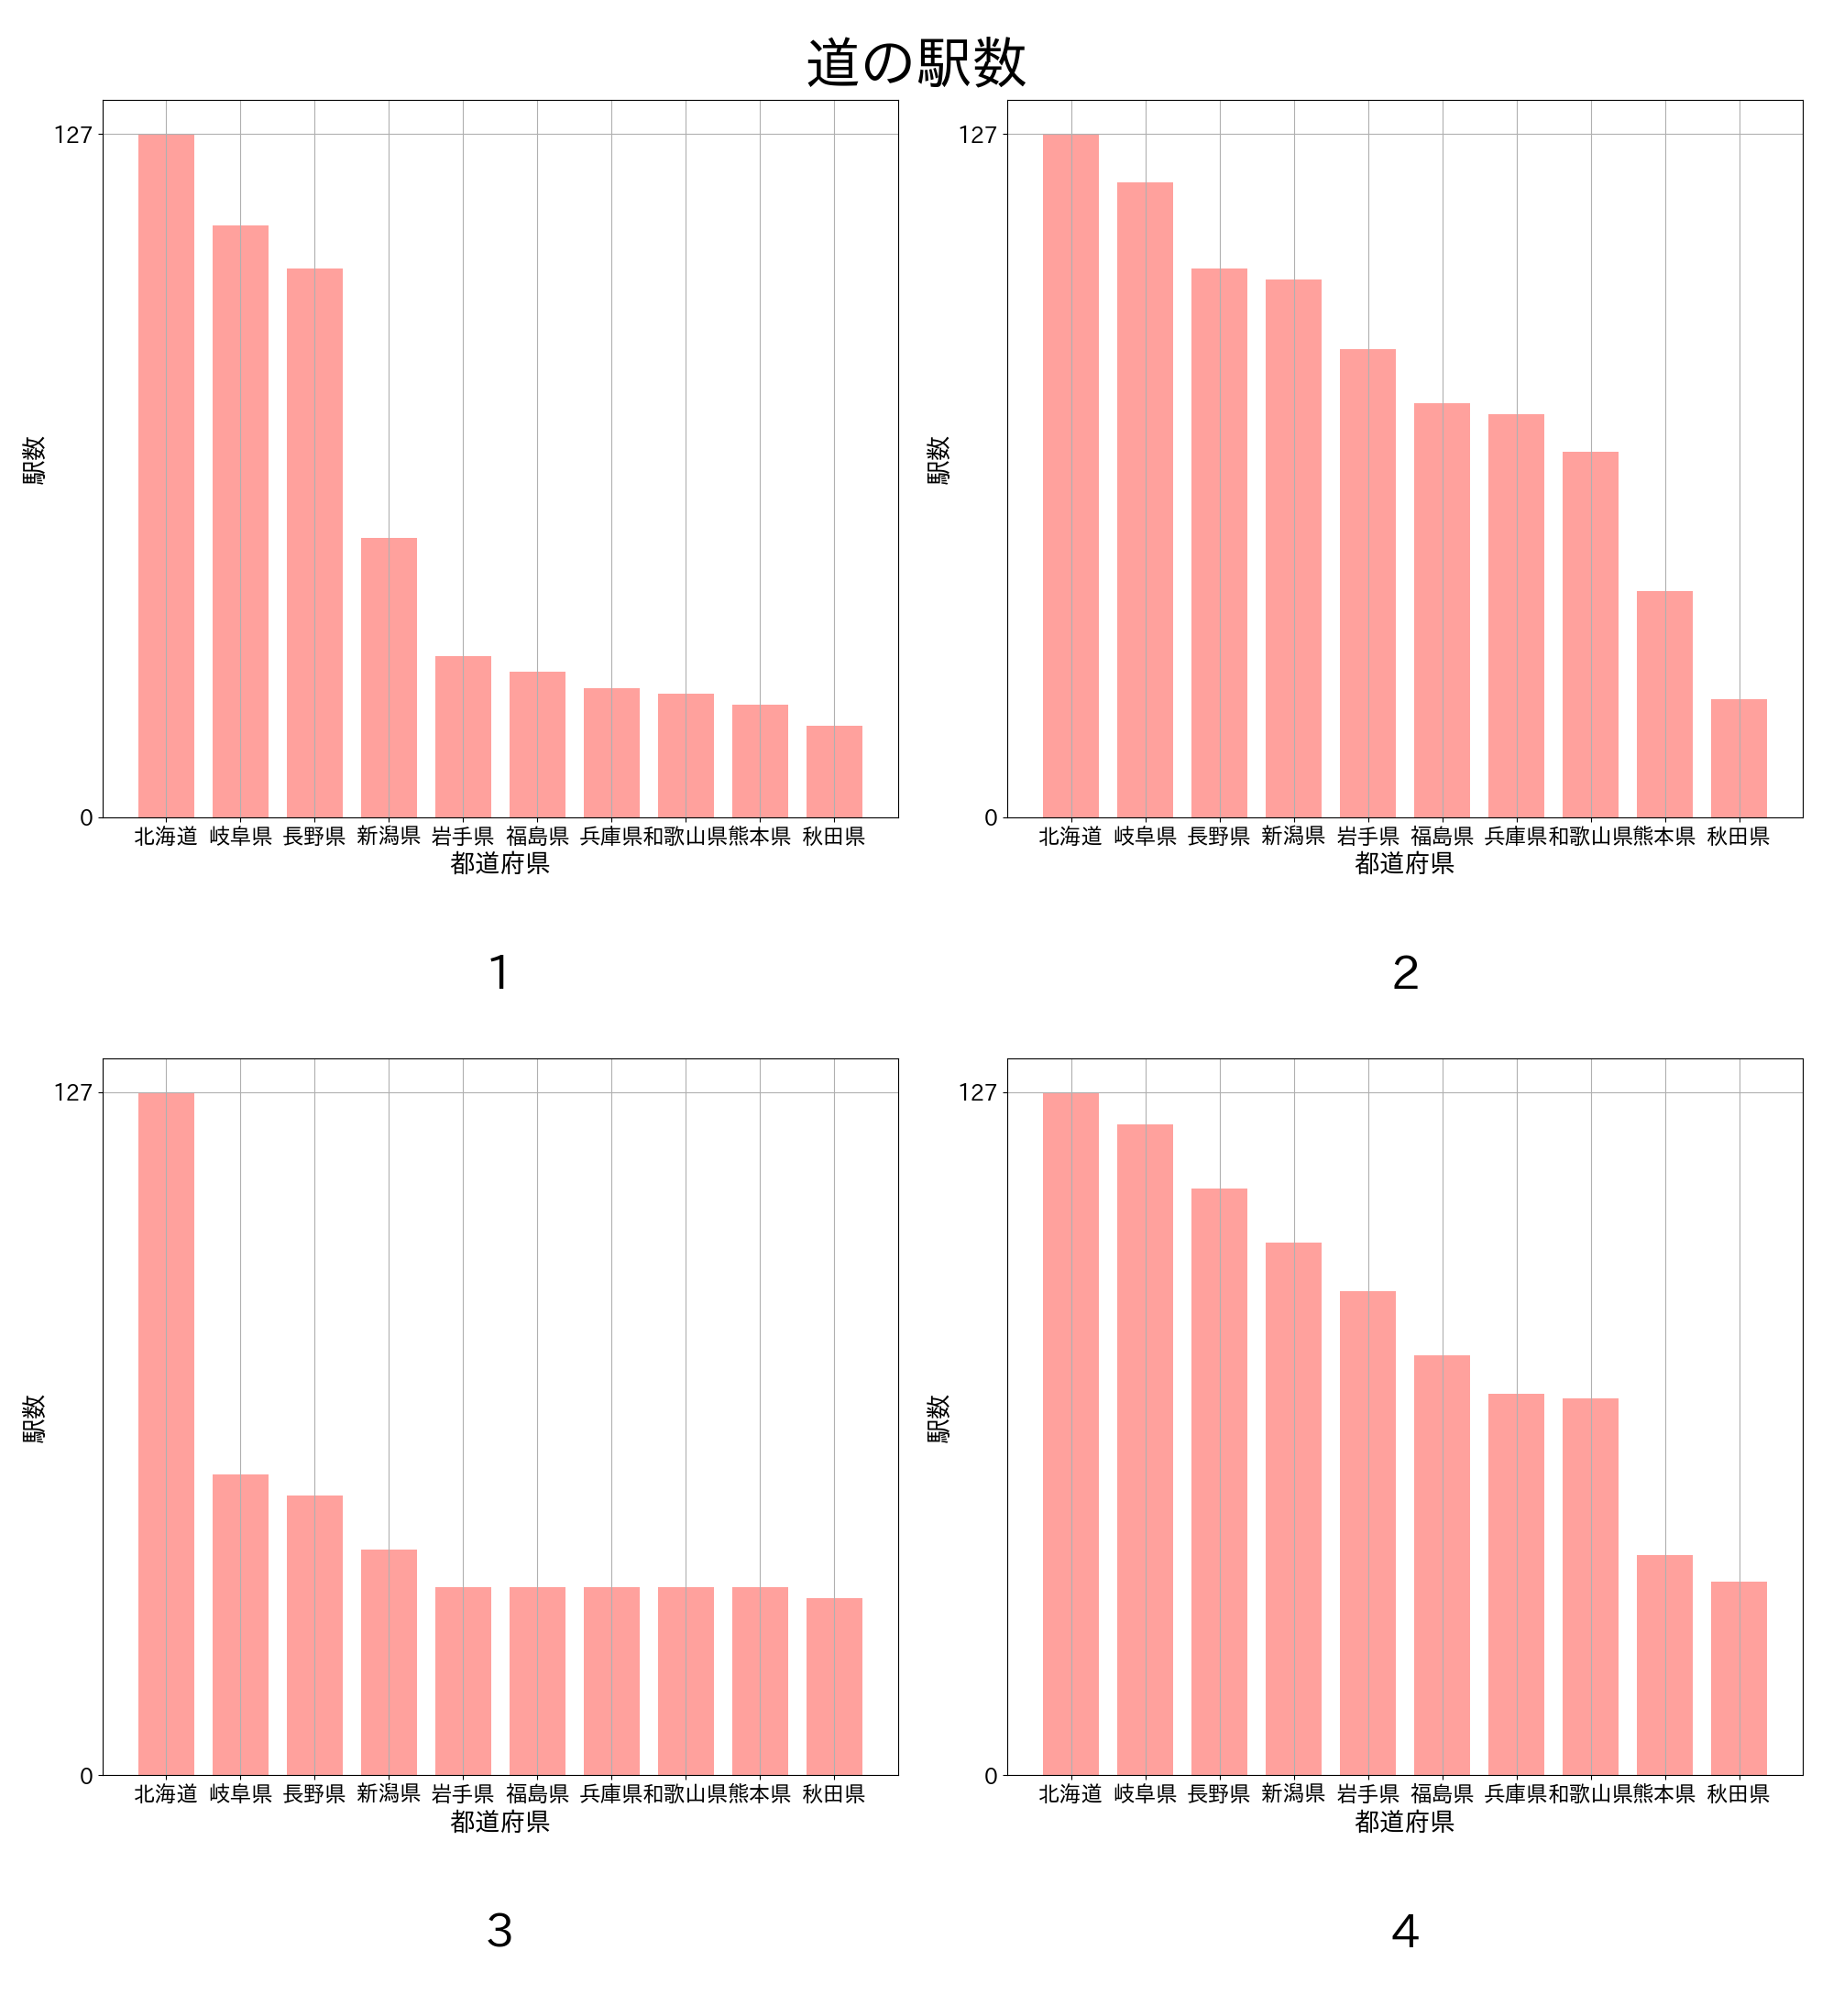 道の駅数
127
0
駅数
北海道 岐阜県 長野県 新潟県 岩手県 福島県 兵庫県 和歌山県 熊本県 秋田県
都道府県
1
127
0
駅数
北海道 岐阜県 長野県 新潟県 岩手県 福島県 兵庫県 和歌山県 熊本県 秋田県
都道府県
2
127
0
駅数
北海道 岐阜県 長野県 新潟県 岩手県 福島県 兵庫県 和歌山県 熊本県 秋田県
都道府県
3
127
0
駅数
北海道 岐阜県 長野県 新潟県 岩手県 福島県 兵庫県 和歌山県 熊本県 秋田県
都道府県
4